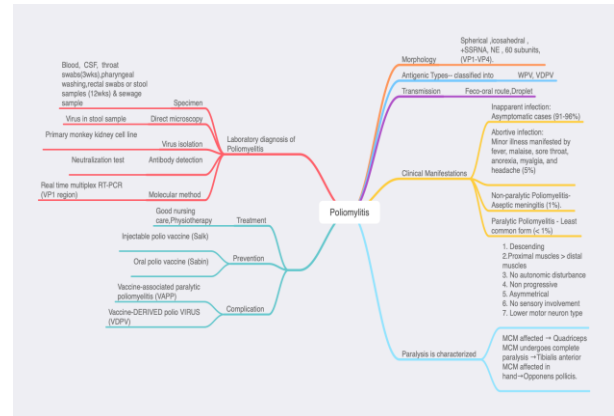 Poliomylitis
Morphology
Spherical ,icosahedral ,
+SSRNA, NE , 60 subunits,
(VP1-VP4).
Antigenic Types-- classified into
WPV, VDPV
Transmission
Feco-oral route,Droplet
Clinical Manifestations
Inapparent infection:
Asymptomatic cases (91-96%)
Abortive infection:
Minor illness manifested by
fever, malaise, sore throat,
anorexia, myalgia, and
headache (5%)
Non-paralytic Poliomyelitis-
Aseptic meningitis (1%).
Paralytic Poliomyelitis - Least
common form (< 1%)
Paralysis is characterized
1. Descending
2.Proximal muscles > distal
muscles
3. No autonomic disturbance
4. Non progressive
5. Asymmetrical
6. No sensory involvement
7. Lower motor neuron type
MCM affected → Quadriceps
MCM undergoes complete
paralysis →Tibialis anterior
MCM affected in
hand→Opponens pollicis.
Laboratory diagnosis of
Poliomyelitis
Specimen
Blood, CSF, throat
swabs(3wks),pharyngeal
washing,rectal swabs or stool
samples (12wks) & sewage
sample
Direct microscopy
Virus in stool sample
Virus isolation
Primary monkey kidney cell line
Antibody detection
Neutralization test
Molecular method
Real time multiplex RT-PCR
(VP1 region)
Treatment
Good nursing
care,Physiotherapy
Prevention
Injectable polio vaccine (Salk)
Oral polio vaccine (Sabin)
Complication
Vaccine-associated paralytic
poliomyelitis (VAPP)
Vaccine-DERIVED polio VIRUS
(VDPV)